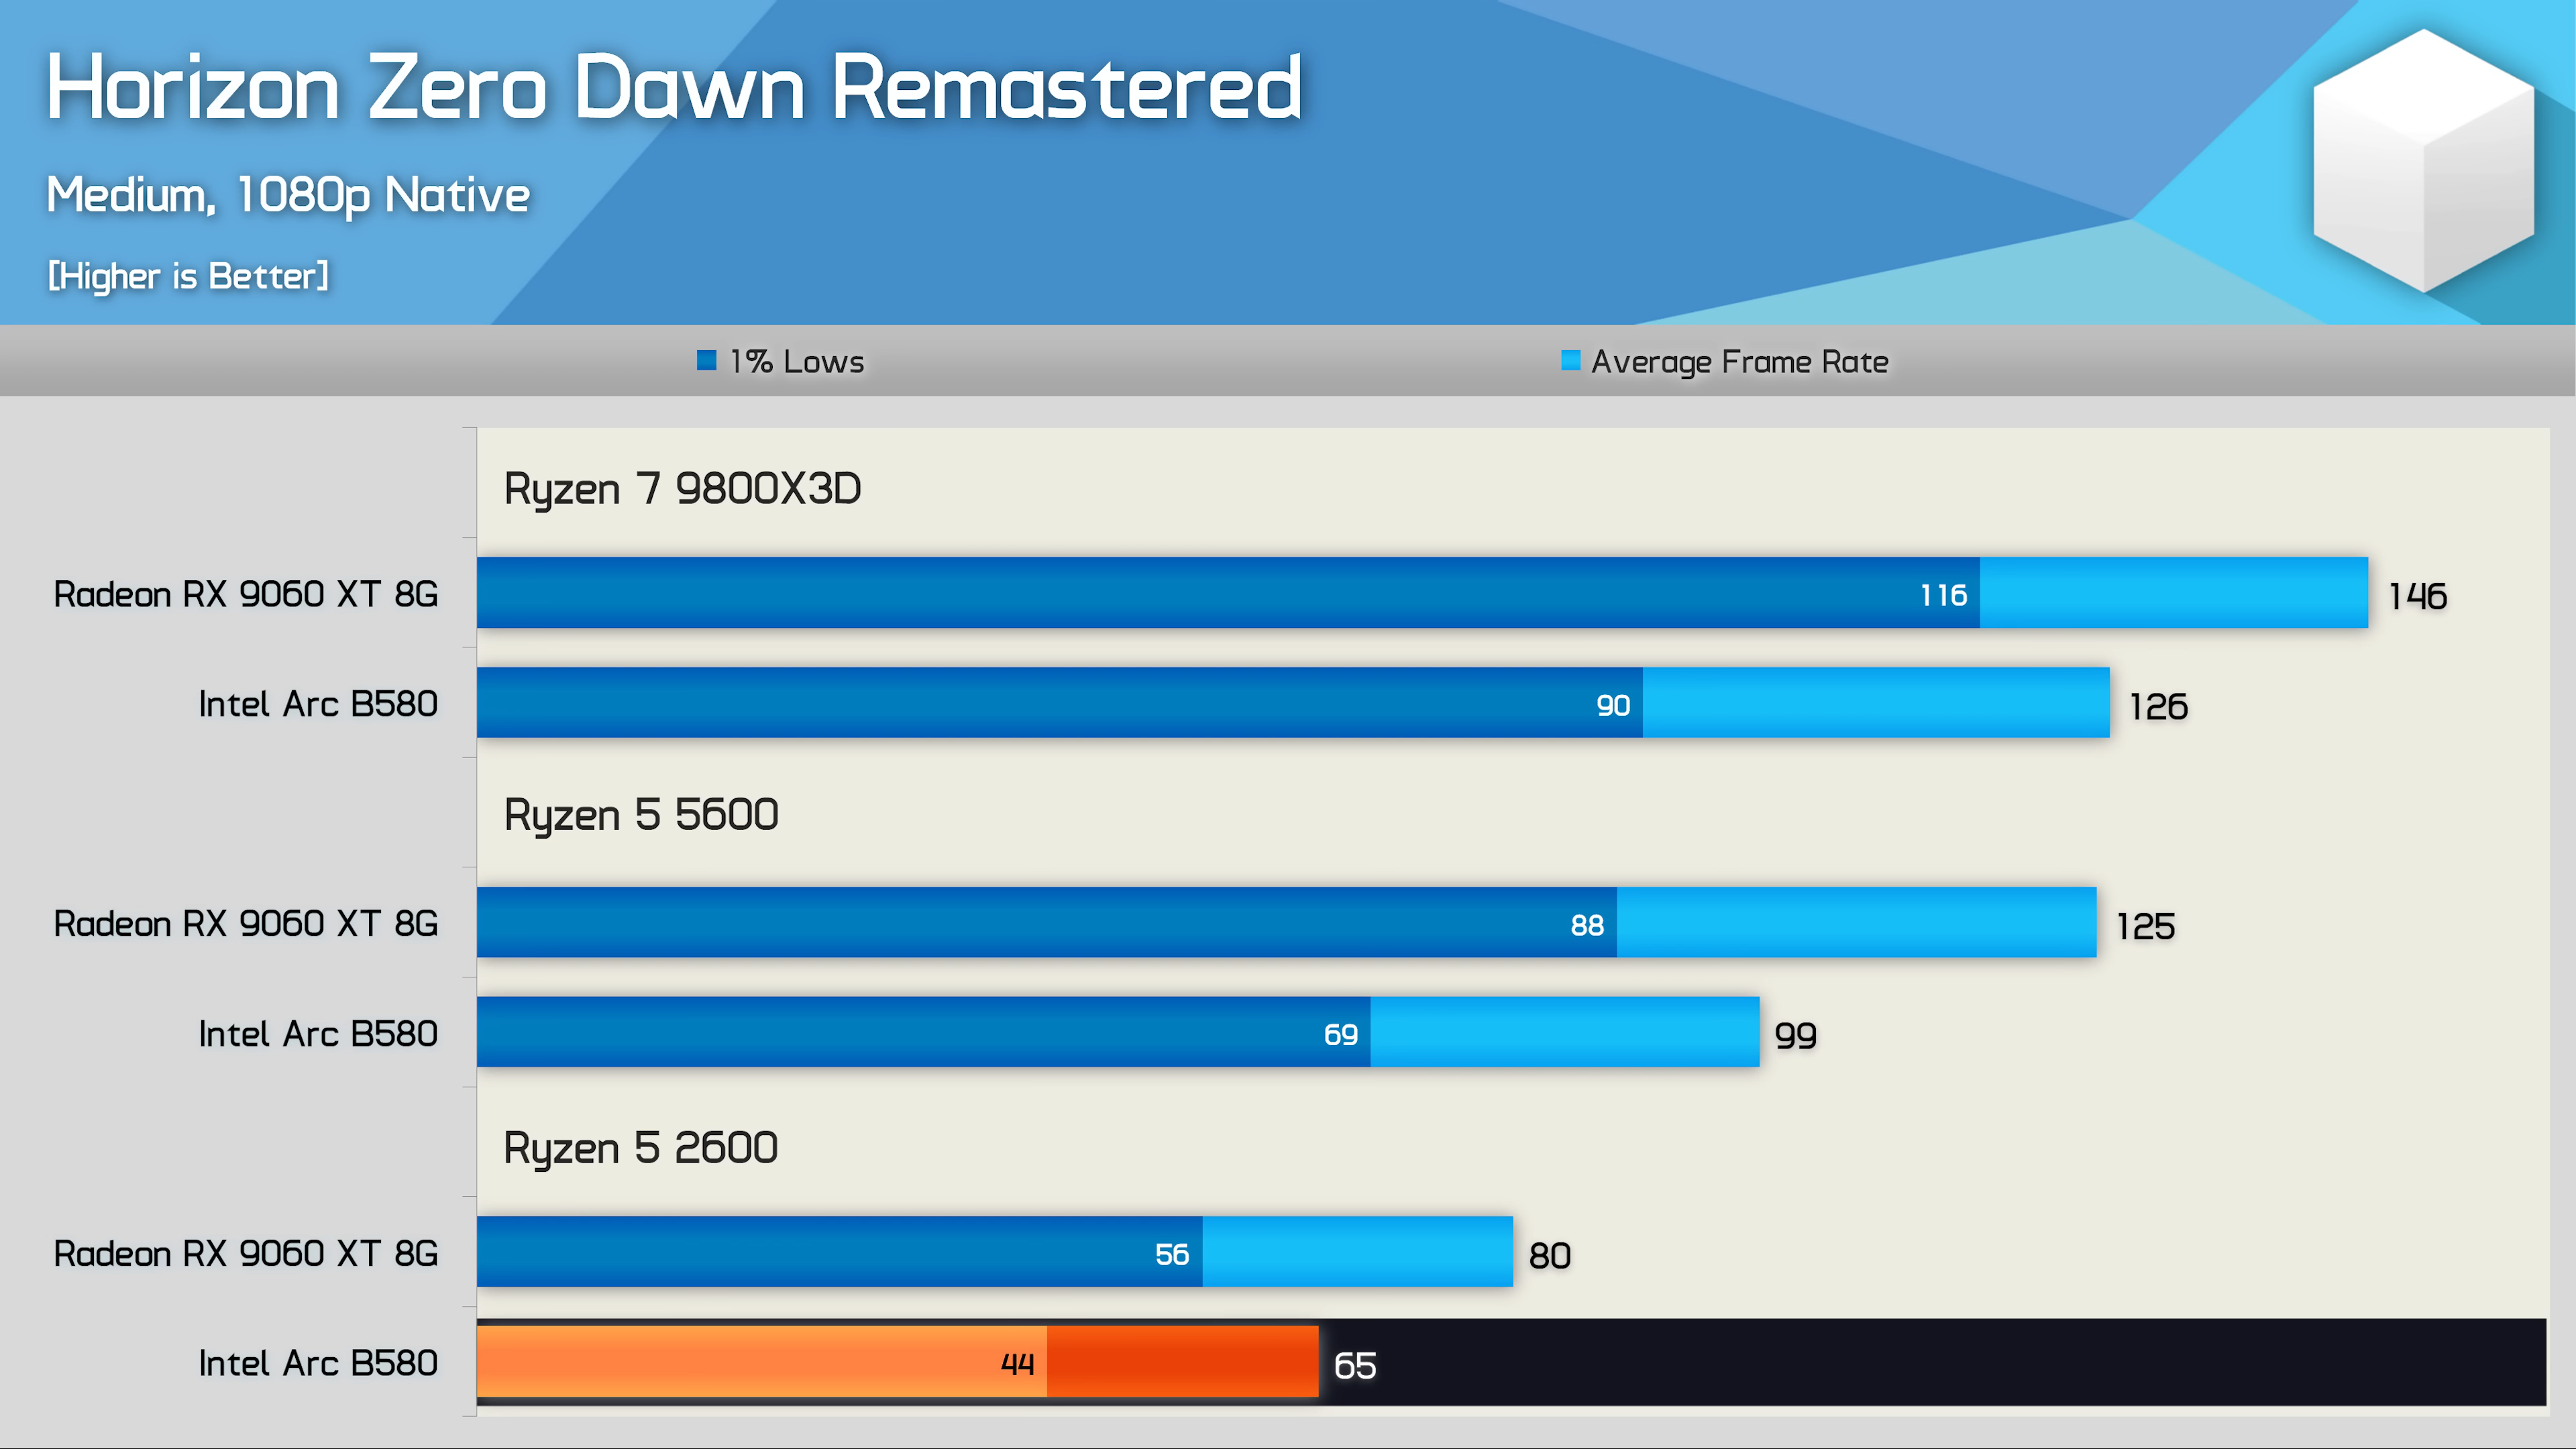 Horizon Zero Dawn Remastered
Medium, 1080p Native
[Higher is Better]
1% Lows Average Frame Rate
Ryzen 7 9800X3D
Radeon RX 9060 XT 8G 116 146
Intel Arc B580 90 126
Ryzen 5 5600
Radeon RX 9060 XT 8G 88 125
Intel Arc B580 69 99
Ryzen 5 2600
Radeon RX 9060 XT 8G 56 80
Intel Arc B580 44 65